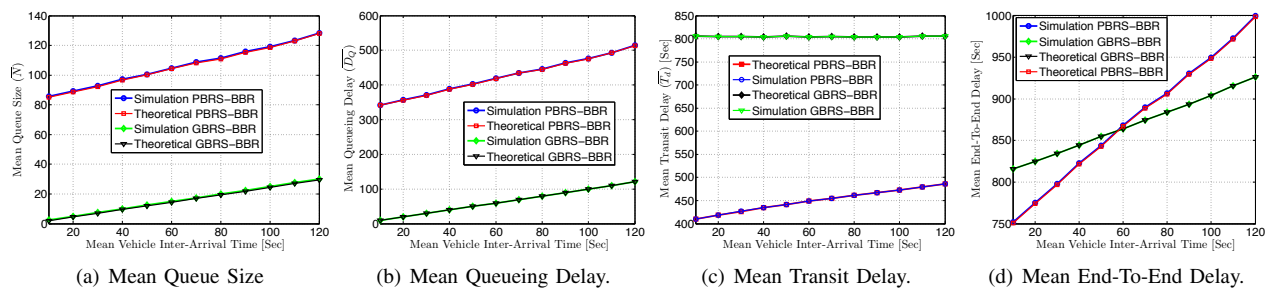 140
120
100
80
60
40
20
0
Mean Queue Size (N)
Simulation PBRS−BBR
Theoretical PBRS−BBR
Simulation GBRS−BBR
Theoretical GBRS−BBR
20 40 60 80 100 120
Mean Vehicle Inter-Arrival Time [Sec]
(a) Mean Queue Size
600
500
400
300
200
100
0
Mean Queueing Delay (D_Q)
Simulation PBRS−BBR
Theoretical PBRS−BBR
Simulation GBRS−BBR
Theoretical GBRS−BBR
20 40 60 80 100 120
Mean Vehicle Inter-Arrival Time [Sec]
(b) Mean Queueing Delay.
850
800
750
700
650
600
550
500
450
400
Mean Transit Delay (T_d) [Sec]
Theoretical PBRS−BBR
Simulation PBRS−BBR
Theoretical GBRS−BBR
Simulation GBRS−BBR
20 40 60 80 100 120
Mean Vehicle Inter-Arrival Time [Sec]
(c) Mean Transit Delay.
1000
950
900
850
800
750
Mean End-To-End Delay [Sec]
Simulation PBRS−BBR
Simulation GBRS−BBR
Theoretical GBRS−BBR
Theoretical PBRS−BBR
20 40 60 80 100 120
Mean Vehicle Inter-Arrival Time [Sec]
(d) Mean End-To-End Delay.